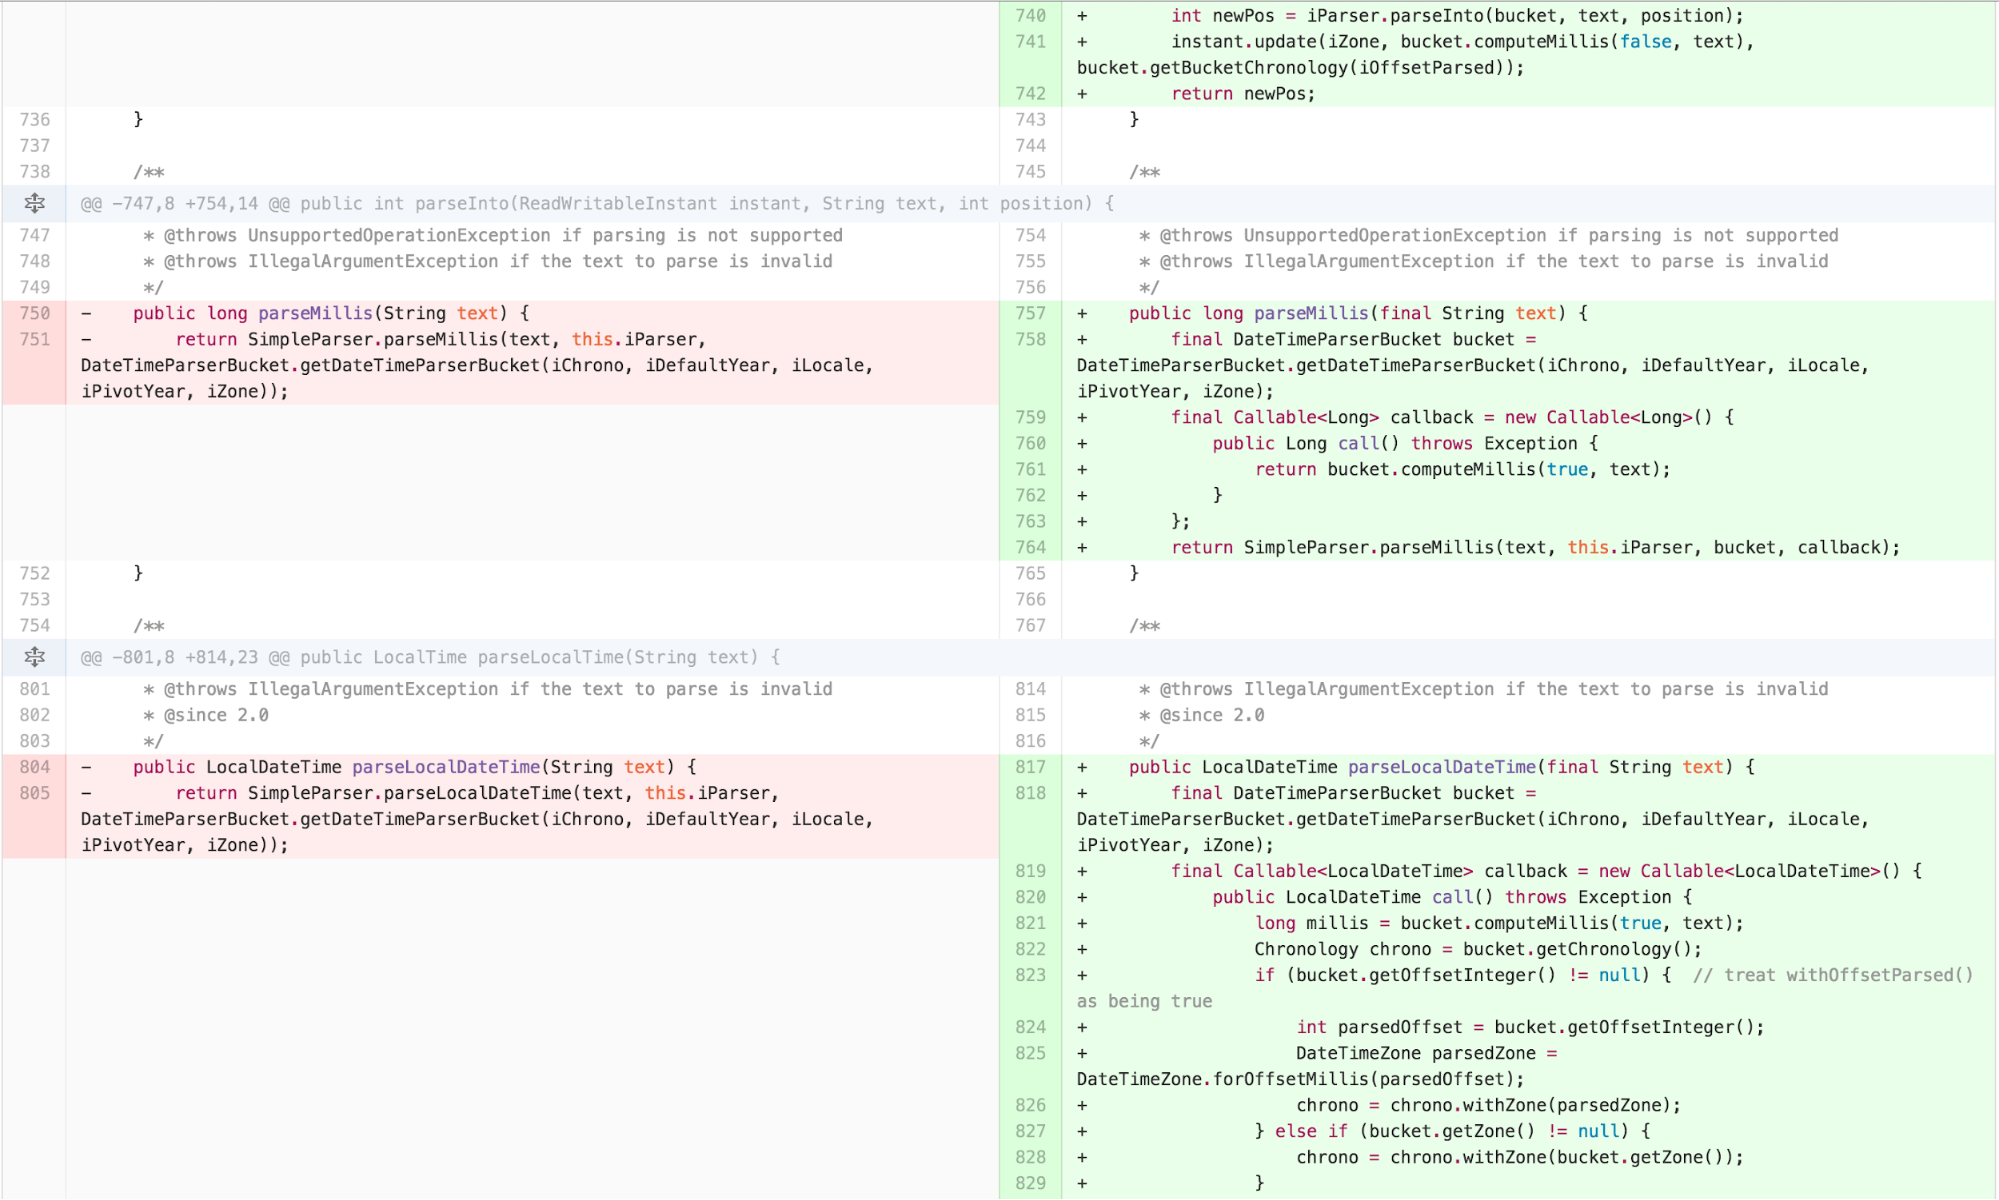 740 +         int newPos = iParser.parseInto(bucket, text, position);
741 +         instant.update(iZone, bucket.computeMillis(false, text),
bucket.getBucketChronology(iOffsetParsed));
742 +         return newPos;
736      }                                  743      }
737                                         744
738      /**                                745      /**
@@ -747,8 +754,14 @@ public int parseInto(ReadWritableInstant instant, String text, int position) {
747       * @throws UnsupportedOperationException if parsing is not supported    754       * @throws UnsupportedOperationException if parsing is not supported
748       * @throws IllegalArgumentException if the text to parse is invalid    755       * @throws IllegalArgumentException if the text to parse is invalid
749       */                                756       */
750 -    public long parseMillis(String text) {    757 +    public long parseMillis(final String text) {
751 -        return SimpleParser.parseMillis(text, this.iParser,    758 +        final DateTimeParserBucket bucket =
DateTimeParserBucket.getDateTimeParserBucket(iChrono, iDefaultYear, iLocale,    DateTimeParserBucket.getDateTimeParserBucket(iChrono, iDefaultYear, iLocale,
iPivotYear, iZone));    iPivotYear, iZone);
759 +        final Callable<Long> callback = new Callable<Long>() {
760 +            public Long call() throws Exception {
761 +                return bucket.computeMillis(true, text);
762 +            }
763 +        };
764 +        return SimpleParser.parseMillis(text, this.iParser, bucket, callback);
752      }                                  765      }
753                                         766
754      /**                                767      /**
@@ -801,8 +814,23 @@ public LocalTime parseLocalTime(String text) {
801       * @throws IllegalArgumentException if the text to parse is invalid    814       * @throws IllegalArgumentException if the text to parse is invalid
802       * @since 2.0    815       * @since 2.0
803       */                                816       */
804 -    public LocalDateTime parseLocalDateTime(String text) {    817 +    public LocalDateTime parseLocalDateTime(final String text) {
805 -        return SimpleParser.parseLocalDateTime(text, this.iParser,    818 +        final DateTimeParserBucket bucket =
DateTimeParserBucket.getDateTimeParserBucket(iChrono, iDefaultYear, iLocale,    DateTimeParserBucket.getDateTimeParserBucket(iChrono, iDefaultYear, iLocale,
iPivotYear, iZone));    iPivotYear, iZone);
819 +        final Callable<LocalDateTime> callback = new Callable<LocalDateTime>() {
820 +            public LocalDateTime call() throws Exception {
821 +                long millis = bucket.computeMillis(true, text);
822 +                Chronology chrono = bucket.getChronology();
823 +                if (bucket.getOffsetInteger() != null) {  // treat withOffsetParsed()
as being true
824 +                    int parsedOffset = bucket.getOffsetInteger();
825 +                    DateTimeZone parsedZone =
DateTimeZone.forOffsetMillis(parsedOffset);
826 +                    chrono = chrono.withZone(parsedZone);
827 +                } else if (bucket.getZone() != null) {
828 +                    chrono = chrono.withZone(bucket.getZone());
829 +                }